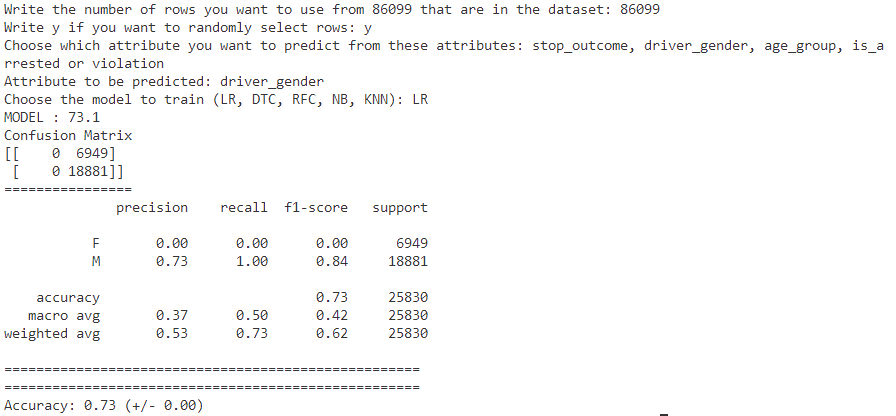 Write the number of rows you want to use from 86099 that are in the dataset: 86099
Write y if you want to randomly select rows: y
Choose which attribute you want to predict from these attributes: stop_outcome, driver_gender, age_group, is_a
rrested or violation
Attribute to be predicted: driver_gender
Choose the model to train (LR, DTC, RFC, NB, KNN): LR
MODEL : 73.1
Confusion Matrix
[[    0  6949]
 [    0 18881]]
================
              precision    recall  f1-score   support

           F       0.00      0.00      0.00      6949
           M       0.73      1.00      0.84     18881

    accuracy                           0.73     25830
   macro avg       0.37      0.50      0.42     25830
weighted avg       0.53      0.73      0.62     25830

====================================================
====================================================
Accuracy: 0.73 (+/- 0.00)